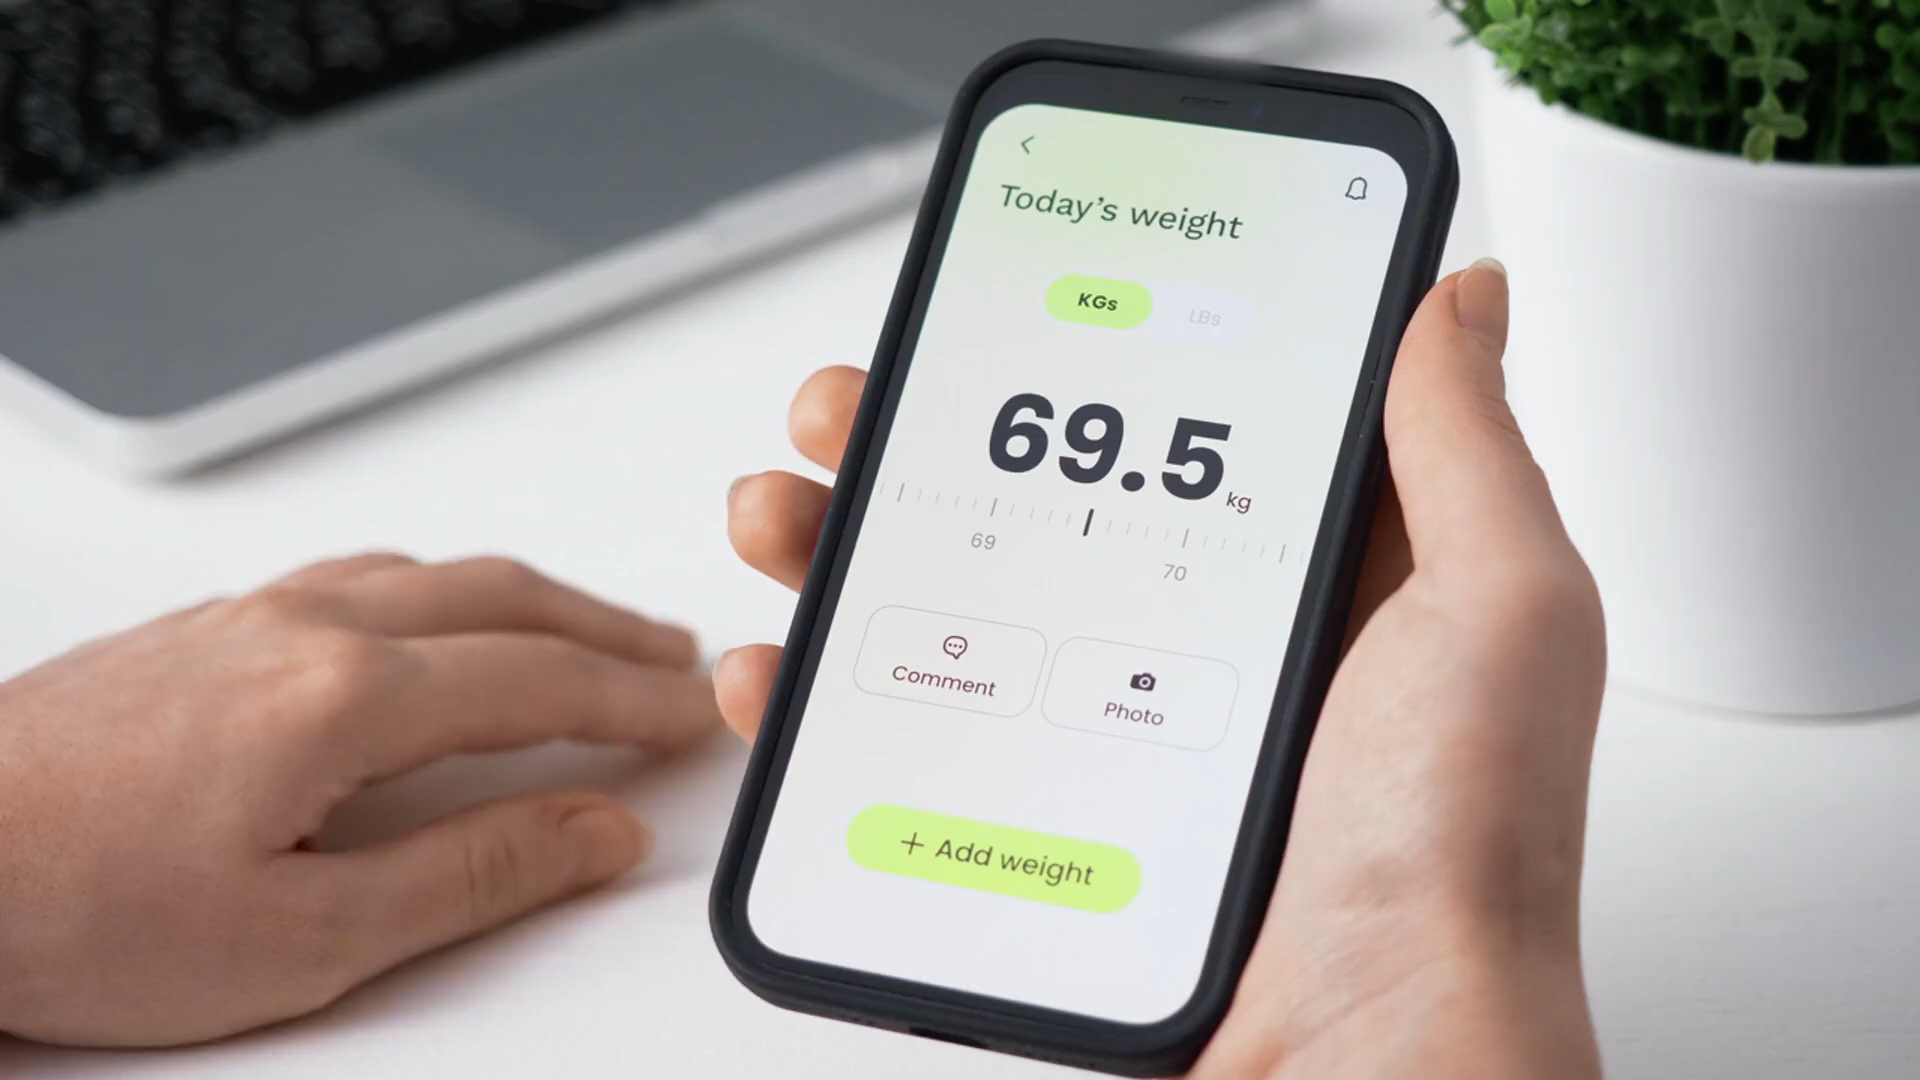 Today's weight
KGs LBs
69.5 kg
69 70
Comment Photo
+ Add weight